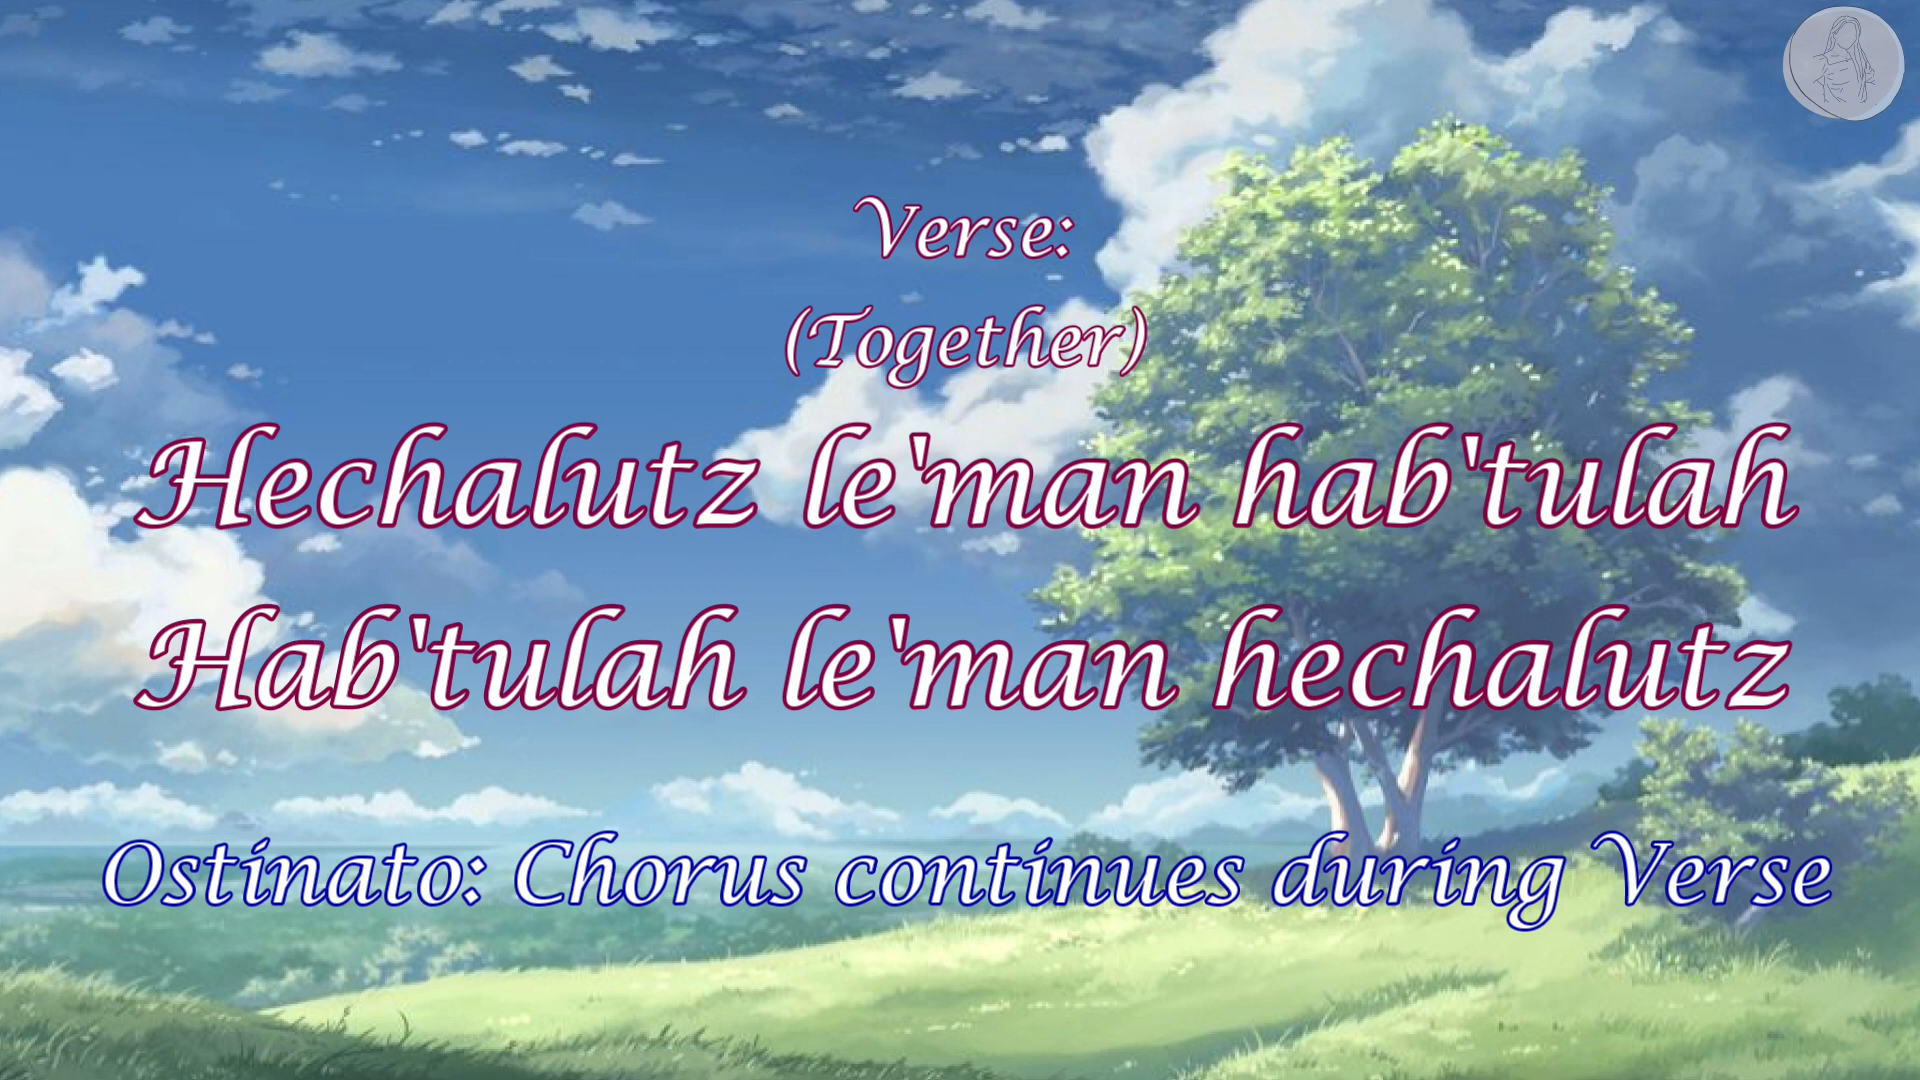 Verse:
(Together)
Hechalutz le'man hab'tulah
Hab'tulah le'man hechalutz
Ostinato: Chorus continues during Verse